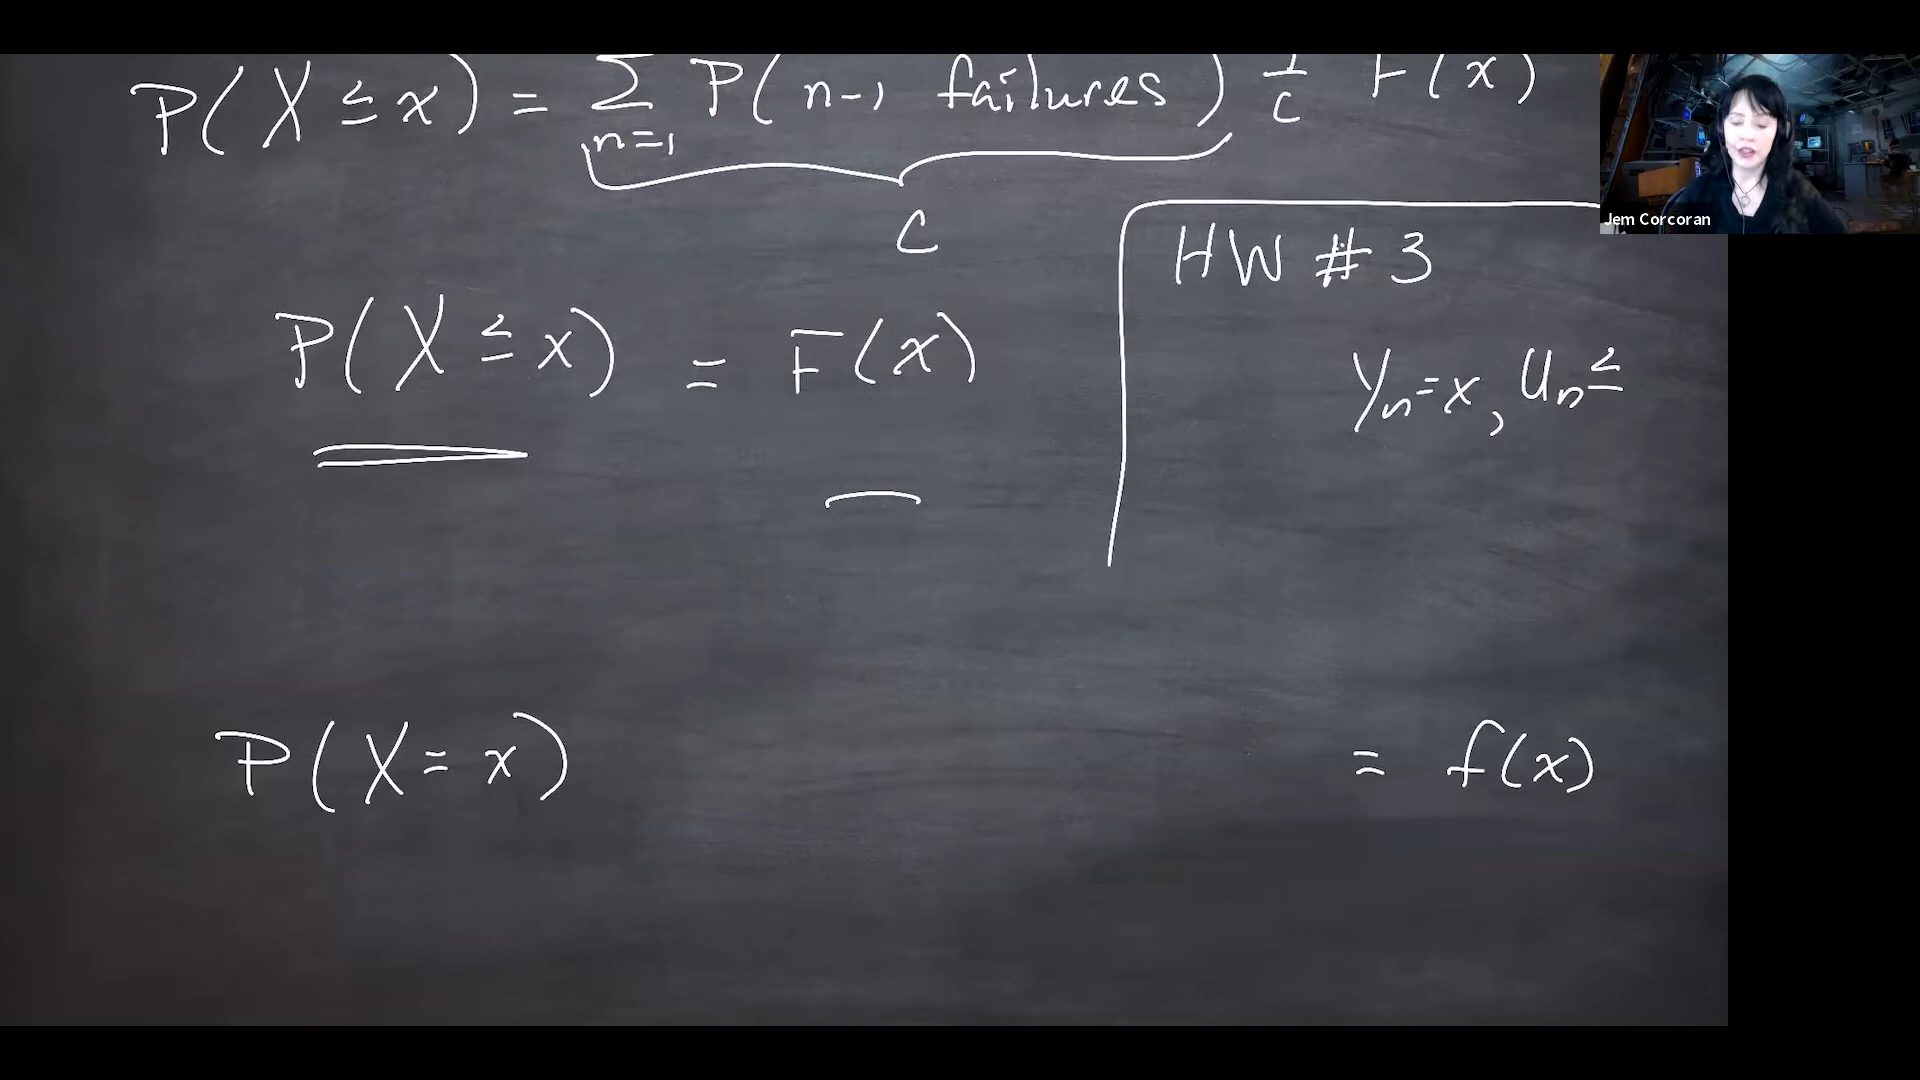 P(X ≤ x) = Σ P(n-1 failures) 1/c F(x)
n=1
c
Jem Corcoran
HW # 3
P(X ≤ x) = F(x)
Yn=x, Un≤
P(X = x) = f(x)